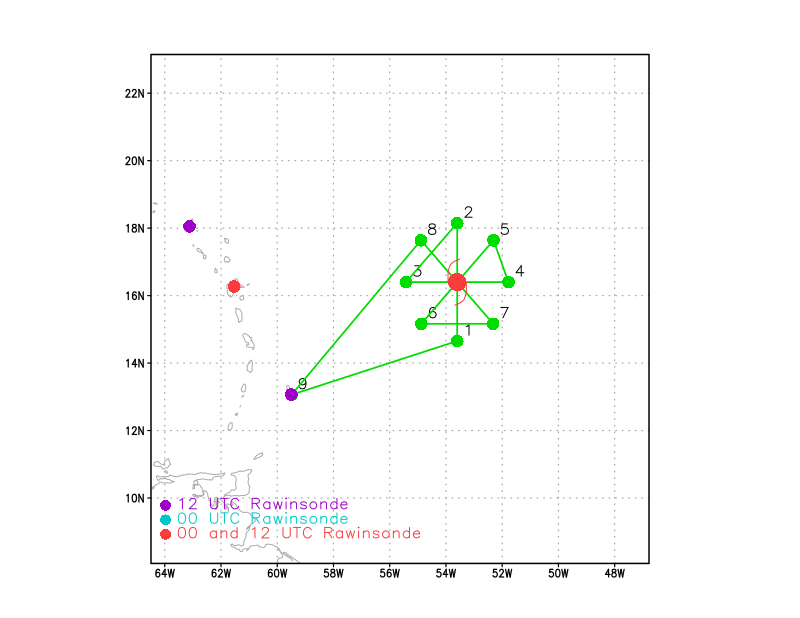 22N
20N
18N
16N
14N
12N
10N
2
8
5
3
4
6
7
1
9
12 UTC Rawinsonde
00 UTC Rawinsonde
00 and 12 UTC Rawinsonde
64W 62W 60W 58W 56W 54W 52W 50W 48W